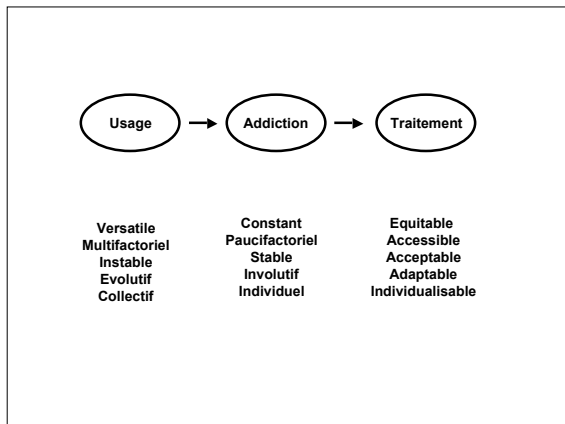 Usage
Addiction
Traitement
Versatile
Multifactoriel
Instable
Evolutif
Collectif
Constant
Paucifactoriel
Stable
Involutif
Individuel
Equitable
Accessible
Acceptable
Adaptable
Individualisable